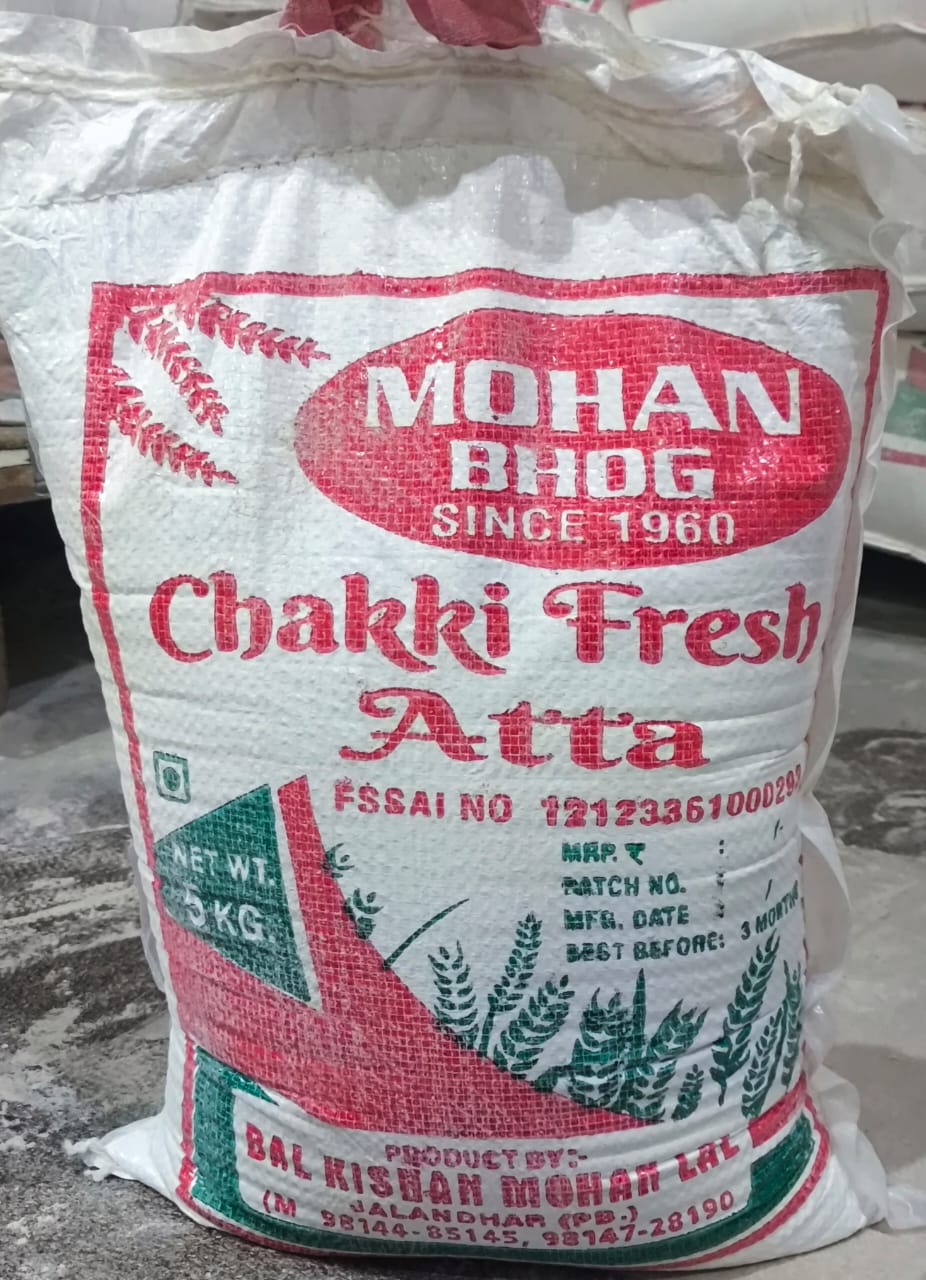 MOHAN
BHOG
SINCE 1960
Chakki Fresh
Atta
FSSAI NO
MRP. ₹ : /-
BATCH NO. :
MFG. DATE : /
BEST BEFORE: 3
NET WT.
5 KG.
PRODUCT BY:-
BAL KISHAN MOHAN LAL
JALANDHAR (PB.)
(M 98144-85145, 98147-28190